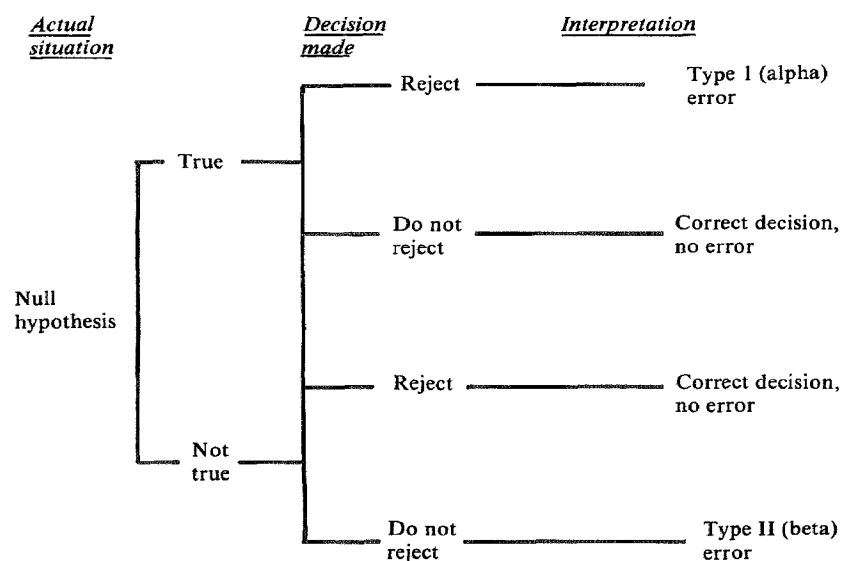 Actual
situation
Decision
made
Interpretation
Reject
Type 1 (alpha)
error
True
Do not
reject
Correct decision,
no error
Null
hypothesis
Reject
Correct decision,
no error
Not
true
Do not
reject
Type II (beta)
error